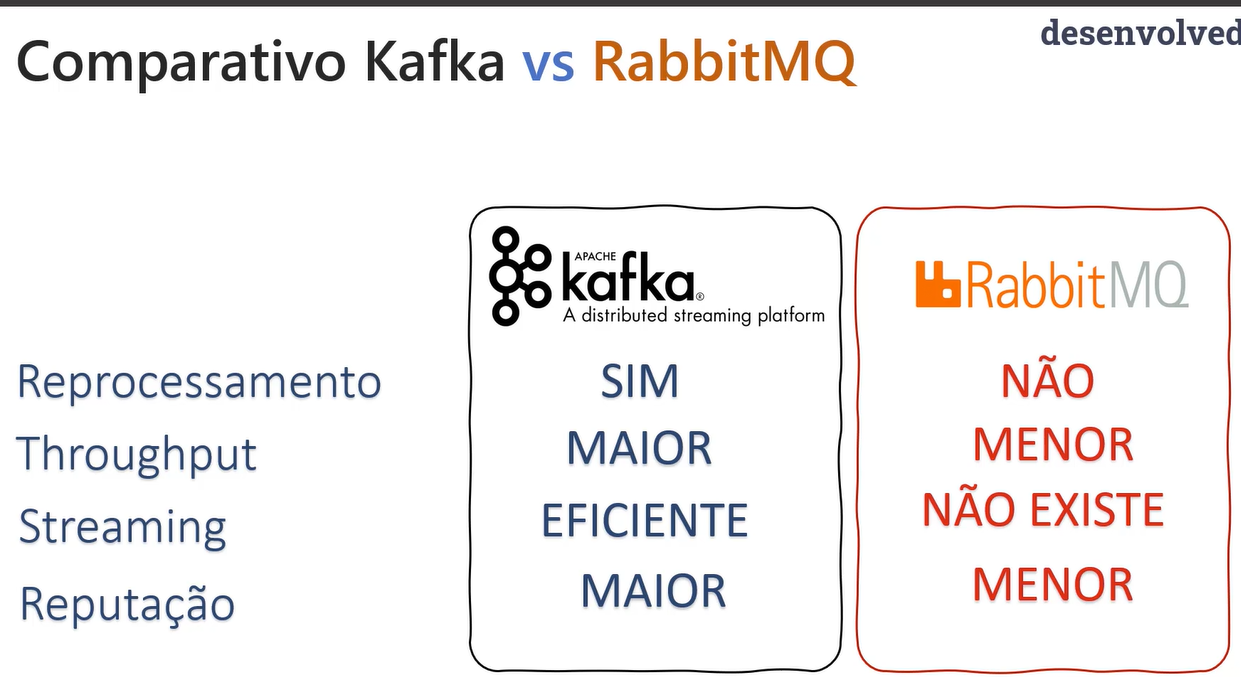 desenvolved
Comparativo Kafka vs RabbitMQ
APACHE
kafka®
A distributed streaming platform
RabbitMQ
Reprocessamento SIM NÃO
Throughput MAIOR MENOR
Streaming EFICIENTE NÃO EXISTE
Reputação MAIOR MENOR